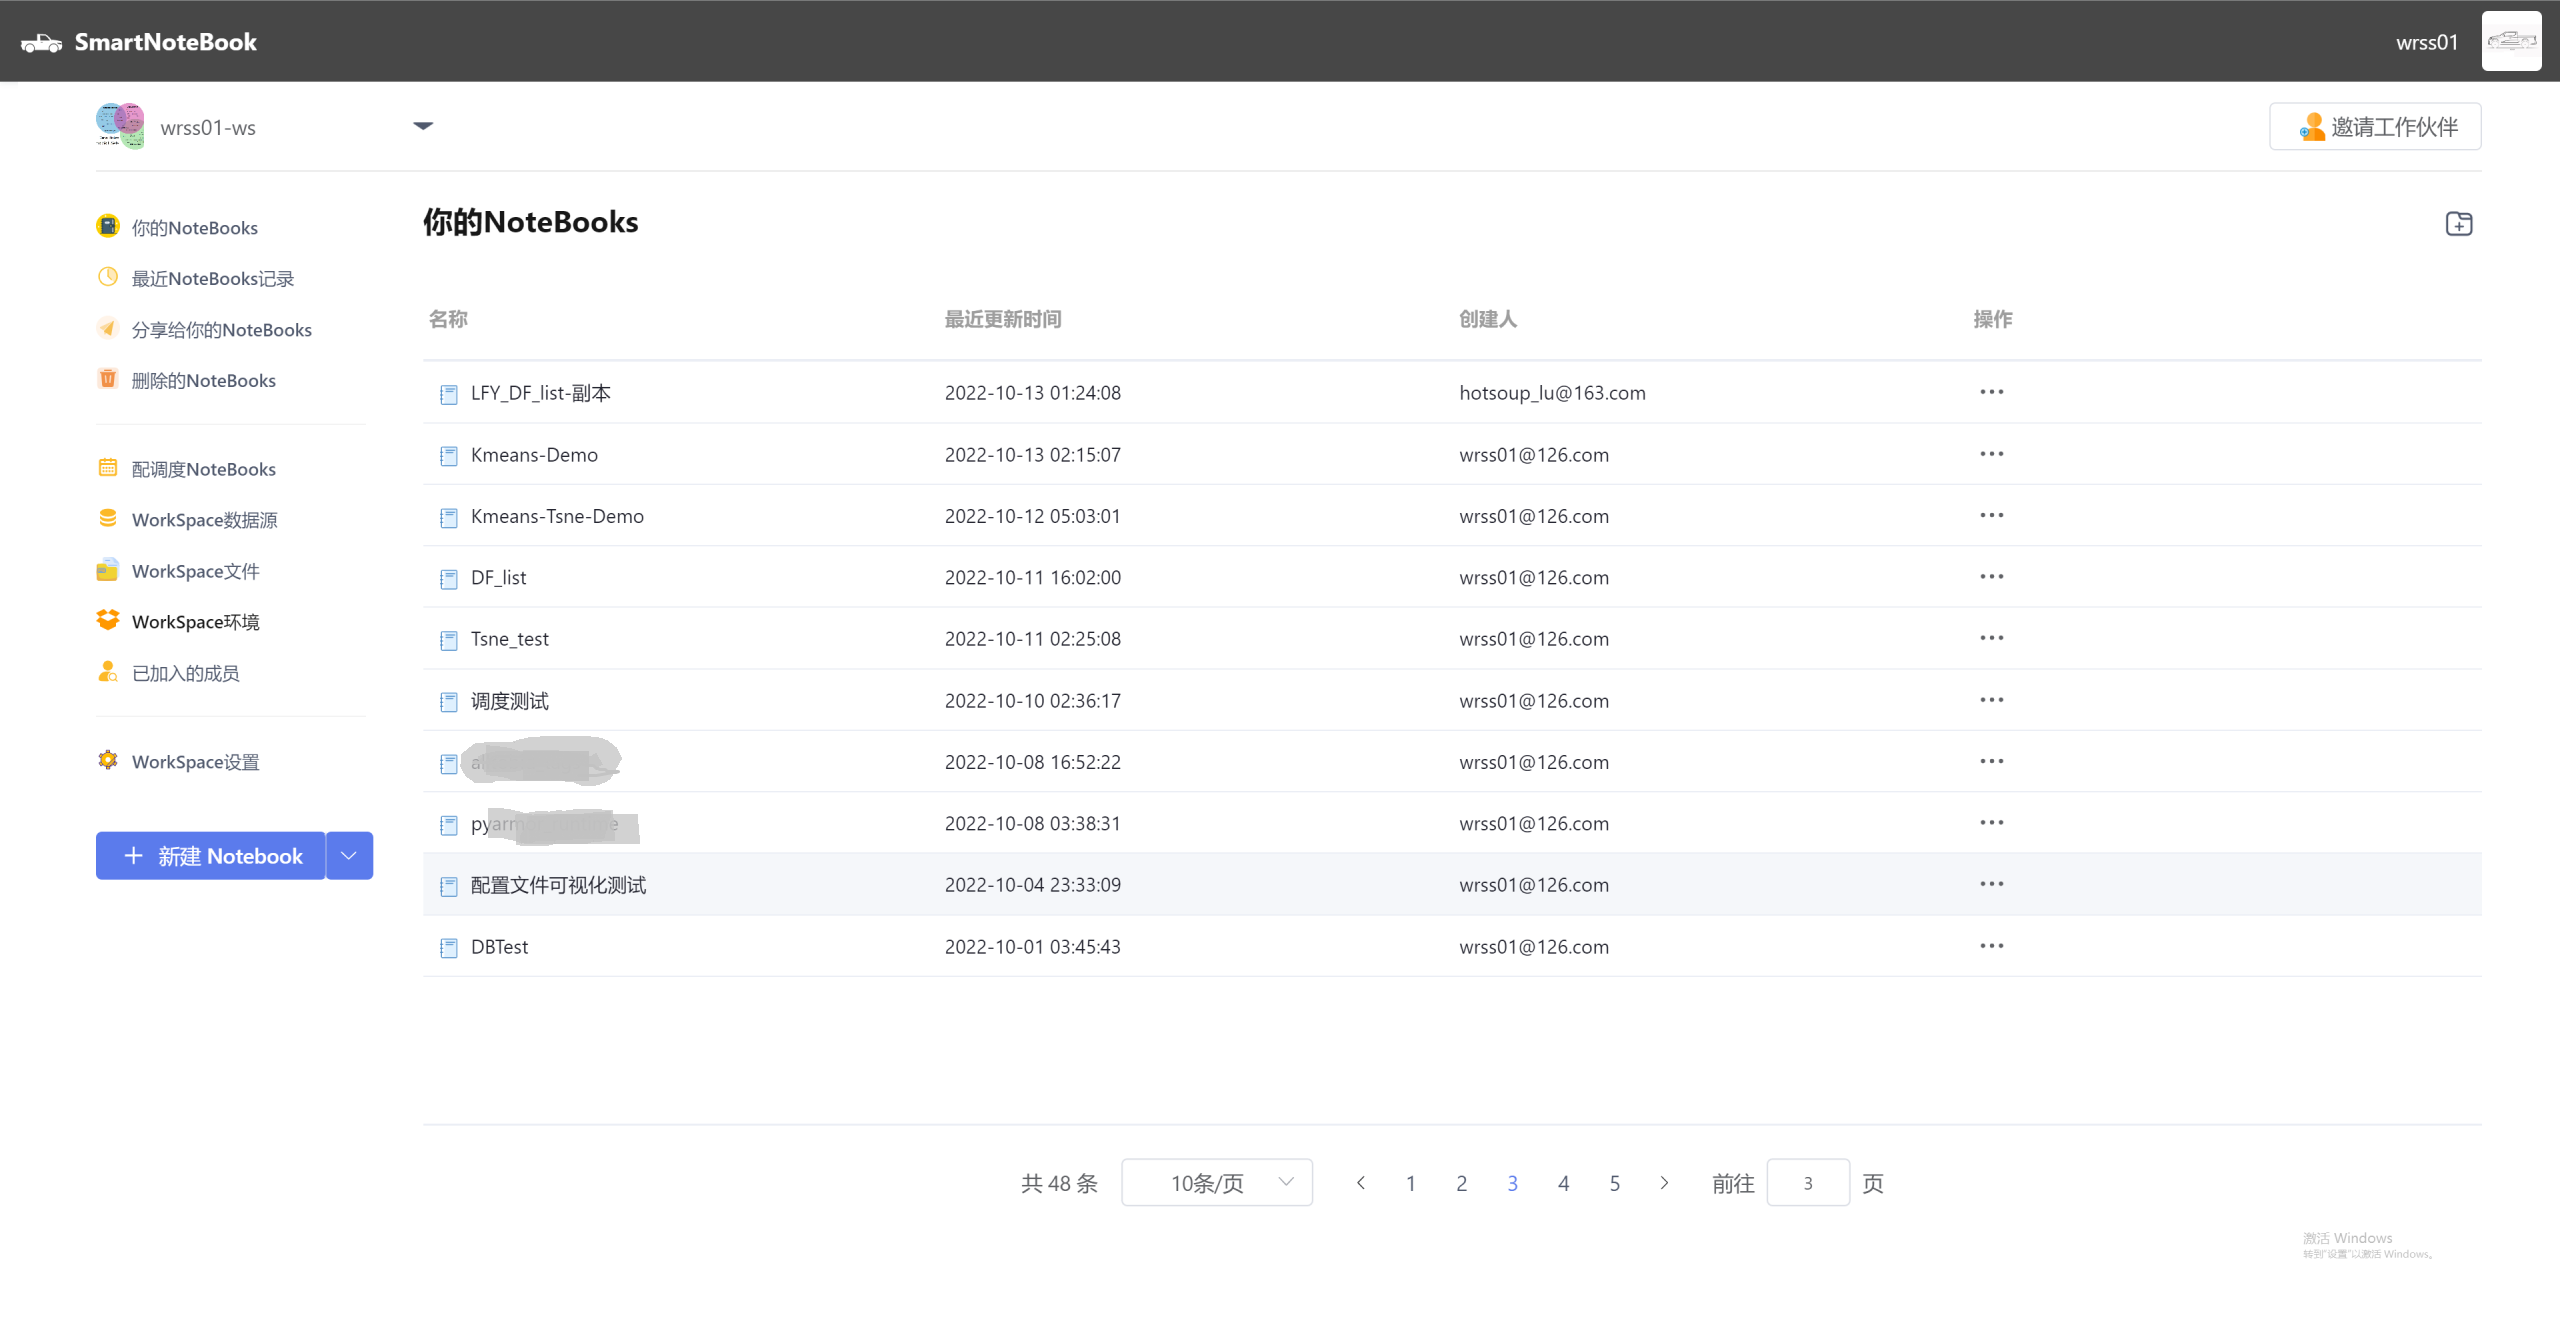 SmartNoteBook
wrss01
wrss01-ws
邀请工作伙伴
你的NoteBooks
最近NoteBooks记录
分享给你的NoteBooks
删除的NoteBooks
配调度NoteBooks
WorkSpace数据源
WorkSpace文件
WorkSpace环境
已加入的成员
WorkSpace设置
新建 Notebook
你的NoteBooks
名称 最近更新时间 创建人 操作
LFY_DF_list-副本 2022-10-13 01:24:08 hotsoup_lu@163.com
Kmeans-Demo 2022-10-13 02:15:07 wrss01@126.com
Kmeans-Tsne-Demo 2022-10-12 05:03:01 wrss01@126.com
DF_list 2022-10-11 16:02:00 wrss01@126.com
Tsne_test 2022-10-11 02:25:08 wrss01@126.com
调度测试 2022-10-10 02:36:17 wrss01@126.com
2022-10-08 16:52:22 wrss01@126.com
2022-10-08 03:38:31 wrss01@126.com
配置文件可视化测试 2022-10-04 23:33:09 wrss01@126.com
DBTest 2022-10-01 03:45:43 wrss01@126.com
共 48 条 10条/页 1 2 3 4 5 前往 3 页
激活 Windows
转到"设置"以激活 Windows。